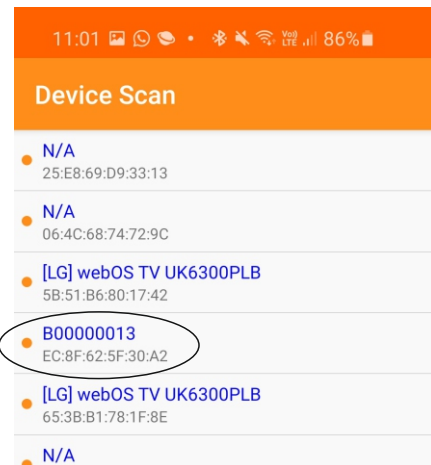 11:01 VoD LTE 86%
Device Scan
N/A
25:E8:69:D9:33:13
N/A
06:4C:68:74:72:9C
[LG] webOS TV UK6300PLB
5B:51:B6:80:17:42
B00000013
EC:8F:62:5F:30:A2
[LG] webOS TV UK6300PLB
65:3B:B1:78:1F:8E
N/A